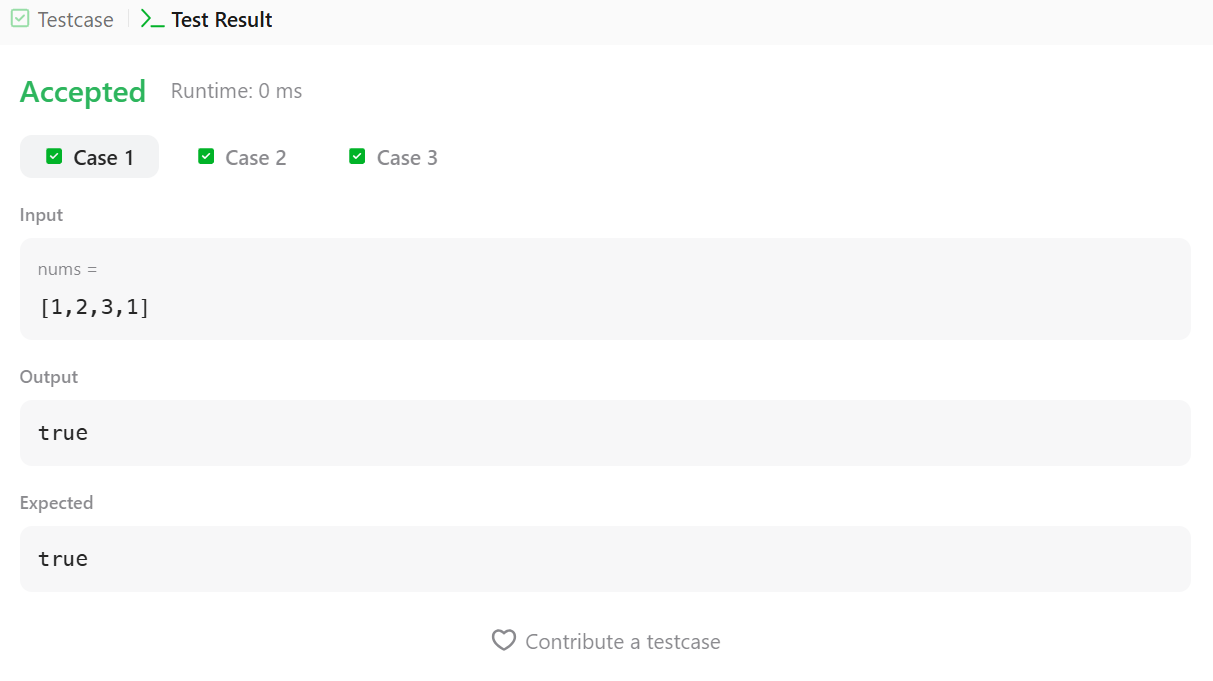 Testcase Test Result
Accepted Runtime: 0 ms
Case 1 Case 2 Case 3
Input
nums =
[1,2,3,1]
Output
true
Expected
true
Contribute a testcase